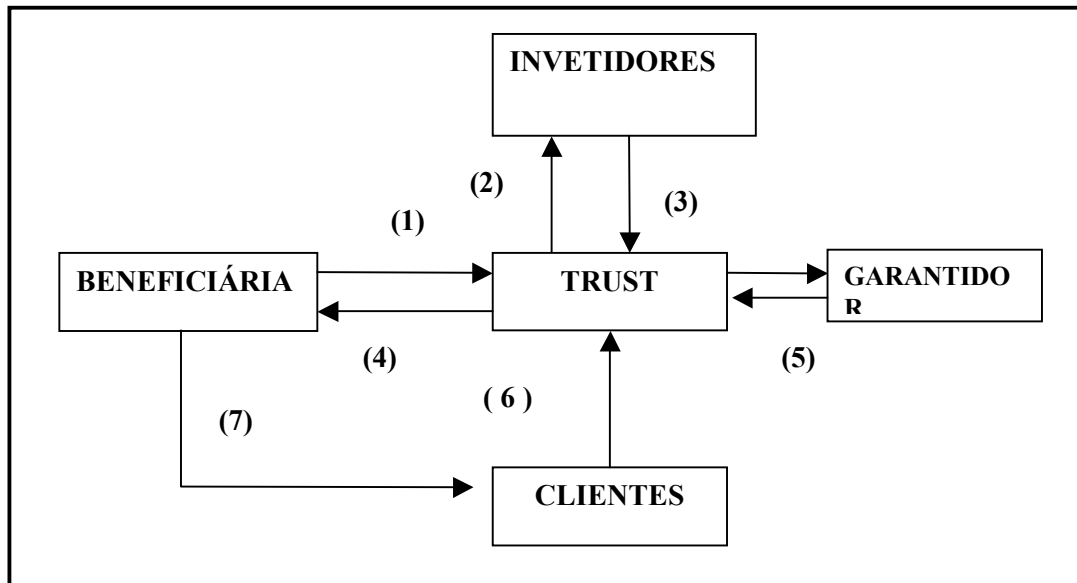 INVETIDORES
(2)
(3)
(1)
BENEFICIÁRIA
TRUST
GARANTIDO
R
(4)
(5)
( 6 )
(7)
CLIENTES